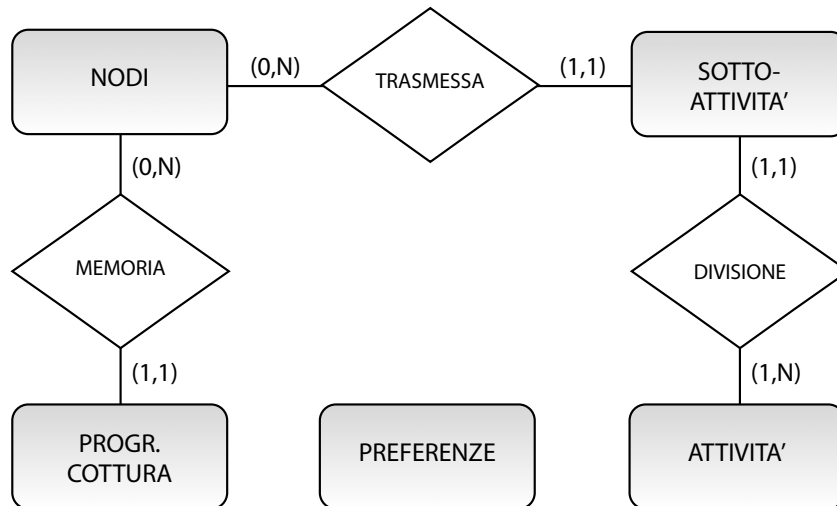 NODI
(0,N)
TRASMESSA
(1,1)
SOTTO-
ATTIVITA’
(0,N)
(1,1)
MEMORIA
DIVISIONE
(1,1)
(1,N)
PROGR.
COTTURA
PREFERENZE
ATTIVITA’